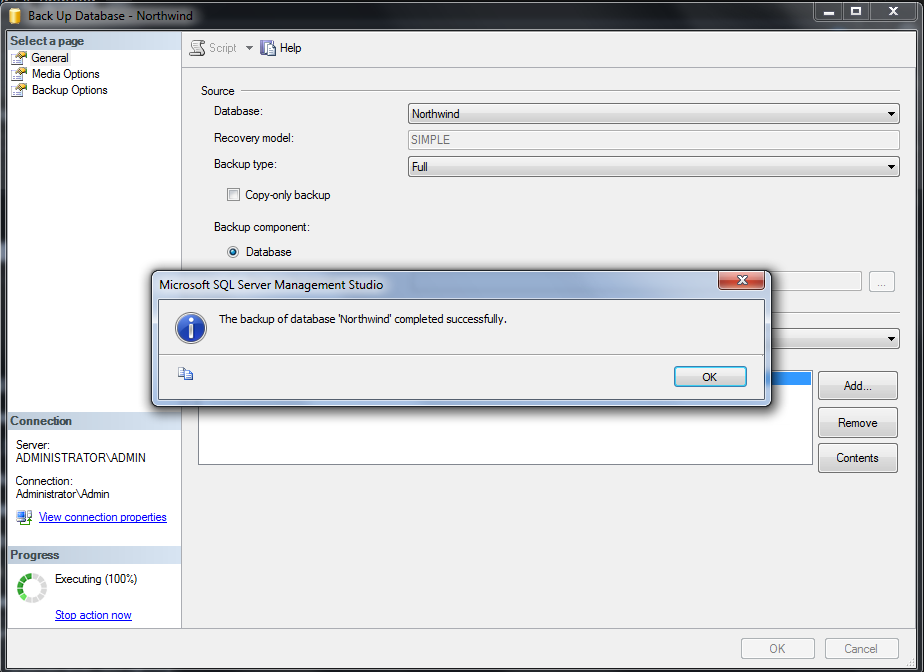 Back Up Database - Northwind
Select a page
General
Media Options
Backup Options
Script
Help
Source
Database:
Northwind
Recovery model:
SIMPLE
Backup type:
Full
Copy-only backup
Backup component:
Database
...
Microsoft SQL Server Management Studio
The backup of database 'Northwind' completed successfully.
OK
Add...
Remove
Contents
Connection
Server:
ADMINISTRATOR\ADMIN
Connection:
Administrator\Admin
View connection properties
Progress
Executing (100%)
Stop action now
OK
Cancel